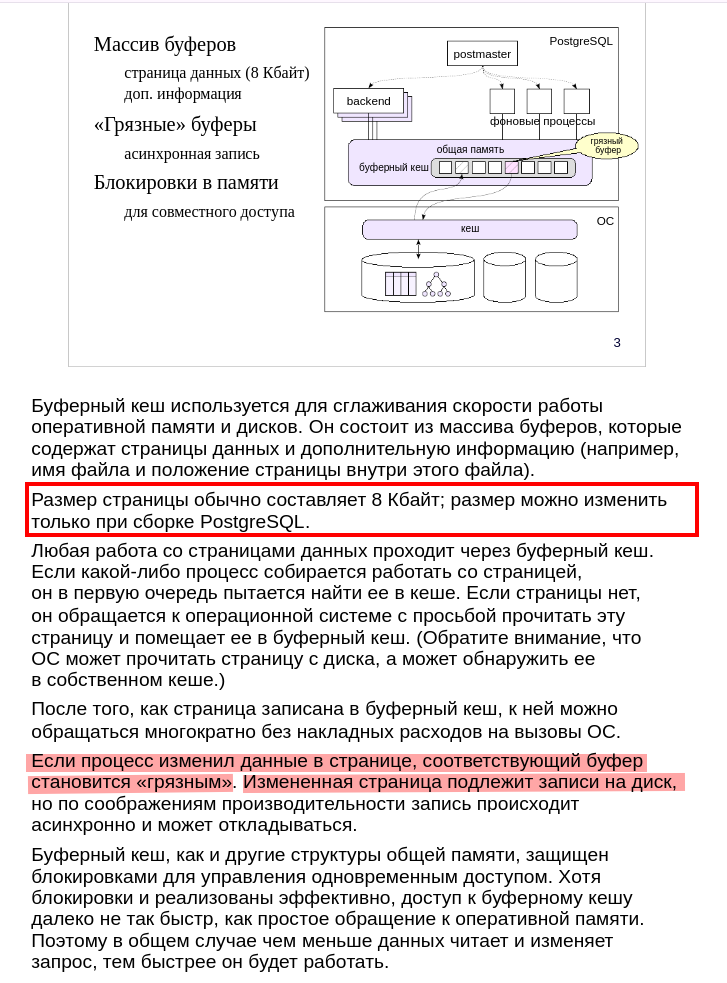 Массив буферов
страница данных (8 Кбайт)
доп. информация
«Грязные» буферы
асинхронная запись
Блокировки в памяти
для совместного доступа
PostgreSQL
postmaster
backend
фоновые процессы
общая память
грязный
буфер
буферный кеш
ОС
кеш
3
Буферный кеш используется для сглаживания скорости работы
оперативной памяти и дисков. Он состоит из массива буферов, которые
содержат страницы данных и дополнительную информацию (например,
имя файла и положение страницы внутри этого файла).
Размер страницы обычно составляет 8 Кбайт; размер можно изменить
только при сборке PostgreSQL.
Любая работа со страницами данных проходит через буферный кеш.
Если какой-либо процесс собирается работать со страницей,
он в первую очередь пытается найти ее в кеше. Если страницы нет,
он обращается к операционной системе с просьбой прочитать эту
страницу и помещает ее в буферный кеш. (Обратите внимание, что
ОС может прочитать страницу с диска, а может обнаружить ее
в собственном кеше.)
После того, как страница записана в буферный кеш, к ней можно
обращаться многократно без накладных расходов на вызовы ОС.
Если процесс изменил данные в странице, соответствующий буфер
становится «грязным». Измененная страница подлежит записи на диск,
но по соображениям производительности запись происходит
асинхронно и может откладываться.
Буферный кеш, как и другие структуры общей памяти, защищен
блокировками для управления одновременным доступом. Хотя
блокировки и реализованы эффективно, доступ к буферному кешу
далеко не так быстр, как простое обращение к оперативной памяти.
Поэтому в общем случае чем меньше данных читает и изменяет
запрос, тем быстрее он будет работать.